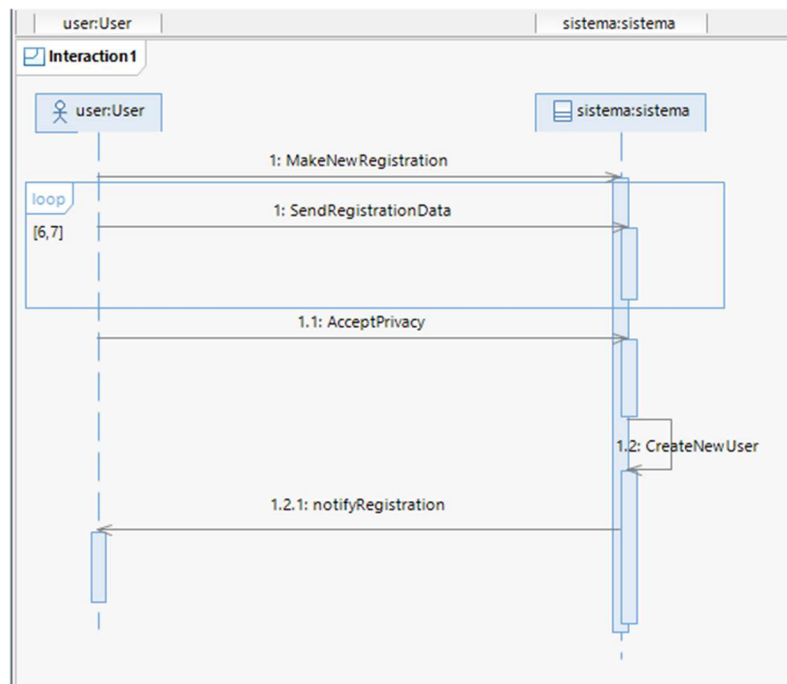 user:User
sistema:sistema
Interaction1
user:User
sistema:sistema
1: MakeNewRegistration
loop
1: SendRegistrationData
[6,7]
1.1: AcceptPrivacy
1.2: CreateNewUser
1.2.1: notifyRegistration